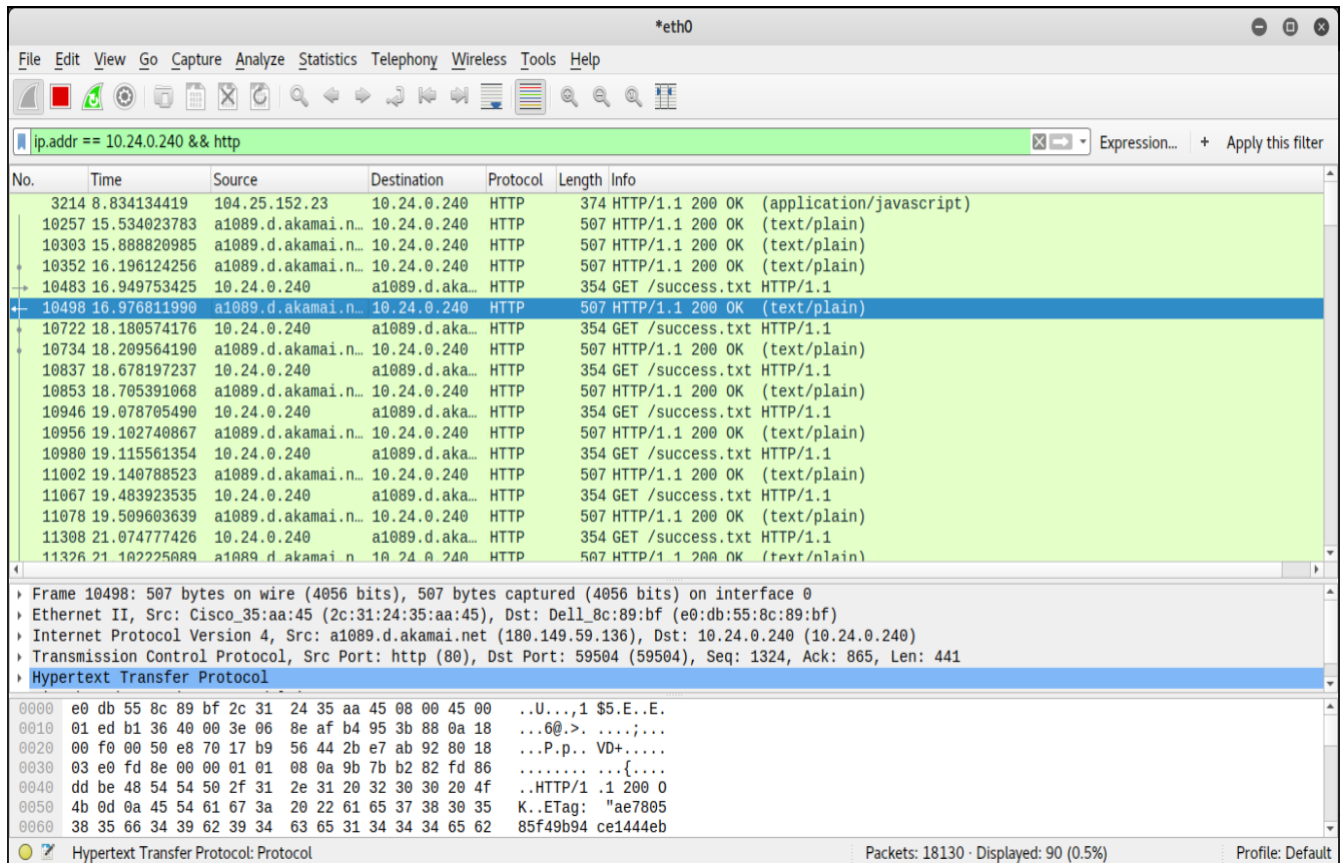 *eth0
File Edit View Go Capture Analyze Statistics Telephony Wireless Tools Help
ip.addr == 10.24.0.240 && http Expression... + Apply this filter
No. Time Source Destination Protocol Length Info
3214 8.834134419 104.25.152.23 10.24.0.240 HTTP 374 HTTP/1.1 200 OK (application/javascript)
10257 15.534023783 a1089.d.akamai.n… 10.24.0.240 HTTP 507 HTTP/1.1 200 OK (text/plain)
10303 15.888820985 a1089.d.akamai.n… 10.24.0.240 HTTP 507 HTTP/1.1 200 OK (text/plain)
10352 16.196124256 a1089.d.akamai.n… 10.24.0.240 HTTP 507 HTTP/1.1 200 OK (text/plain)
10483 16.949753425 10.24.0.240 a1089.d.aka… HTTP 354 GET /success.txt HTTP/1.1
10498 16.976811990 a1089.d.akamai.n… 10.24.0.240 HTTP 507 HTTP/1.1 200 OK (text/plain)
10722 18.180574176 10.24.0.240 a1089.d.aka… HTTP 354 GET /success.txt HTTP/1.1
10734 18.209564190 a1089.d.akamai.n… 10.24.0.240 HTTP 507 HTTP/1.1 200 OK (text/plain)
10837 18.678197237 10.24.0.240 a1089.d.aka… HTTP 354 GET /success.txt HTTP/1.1
10853 18.705391068 a1089.d.akamai.n… 10.24.0.240 HTTP 507 HTTP/1.1 200 OK (text/plain)
10946 19.078705490 10.24.0.240 a1089.d.aka… HTTP 354 GET /success.txt HTTP/1.1
10956 19.102740867 a1089.d.akamai.n… 10.24.0.240 HTTP 507 HTTP/1.1 200 OK (text/plain)
10980 19.115561354 10.24.0.240 a1089.d.aka… HTTP 354 GET /success.txt HTTP/1.1
11002 19.140788523 a1089.d.akamai.n… 10.24.0.240 HTTP 507 HTTP/1.1 200 OK (text/plain)
11067 19.483923535 10.24.0.240 a1089.d.aka… HTTP 354 GET /success.txt HTTP/1.1
11078 19.509603639 a1089.d.akamai.n… 10.24.0.240 HTTP 507 HTTP/1.1 200 OK (text/plain)
11308 21.074777426 10.24.0.240 a1089.d.aka… HTTP 354 GET /success.txt HTTP/1.1
11326 21.102225089 a1089.d.akamai.n 10.24.0.240 HTTP 507 HTTP/1.1 200 OK (text/plain)
Frame 10498: 507 bytes on wire (4056 bits), 507 bytes captured (4056 bits) on interface 0
Ethernet II, Src: Cisco_35:aa:45 (2c:31:24:35:aa:45), Dst: Dell_8c:89:bf (e0:db:55:8c:89:bf)
Internet Protocol Version 4, Src: a1089.d.akamai.net (180.149.59.136), Dst: 10.24.0.240 (10.24.0.240)
Transmission Control Protocol, Src Port: http (80), Dst Port: 59504 (59504), Seq: 1324, Ack: 865, Len: 441
Hypertext Transfer Protocol
0000 e0 db 55 8c 89 bf 2c 31 24 35 aa 45 08 00 45 00 ..U...,1 $5.E..E.
0010 01 ed b1 36 40 00 3e 06 8e af b4 95 3b 88 0a 18 ...6@.>. ....;...
0020 00 f0 00 50 e8 70 17 b9 56 44 2b e7 ab 92 80 18 ...P.p.. VD+.....
0030 03 e0 fd 8e 00 00 01 01 08 0a 9b 7b b2 82 fd 86 ........ ...{....
0040 dd be 48 54 54 50 2f 31 2e 31 20 32 30 30 20 4f ..HTTP/1 .1 200 O
0050 4b 0d 0a 45 54 61 67 3a 20 22 61 65 37 38 30 35 K..ETag: "ae7805
0060 38 35 66 34 39 62 39 34 63 65 31 34 34 34 65 62 85f49b94 ce1444eb
Hypertext Transfer Protocol: Protocol Packets: 18130 · Displayed: 90 (0.5%) Profile: Default